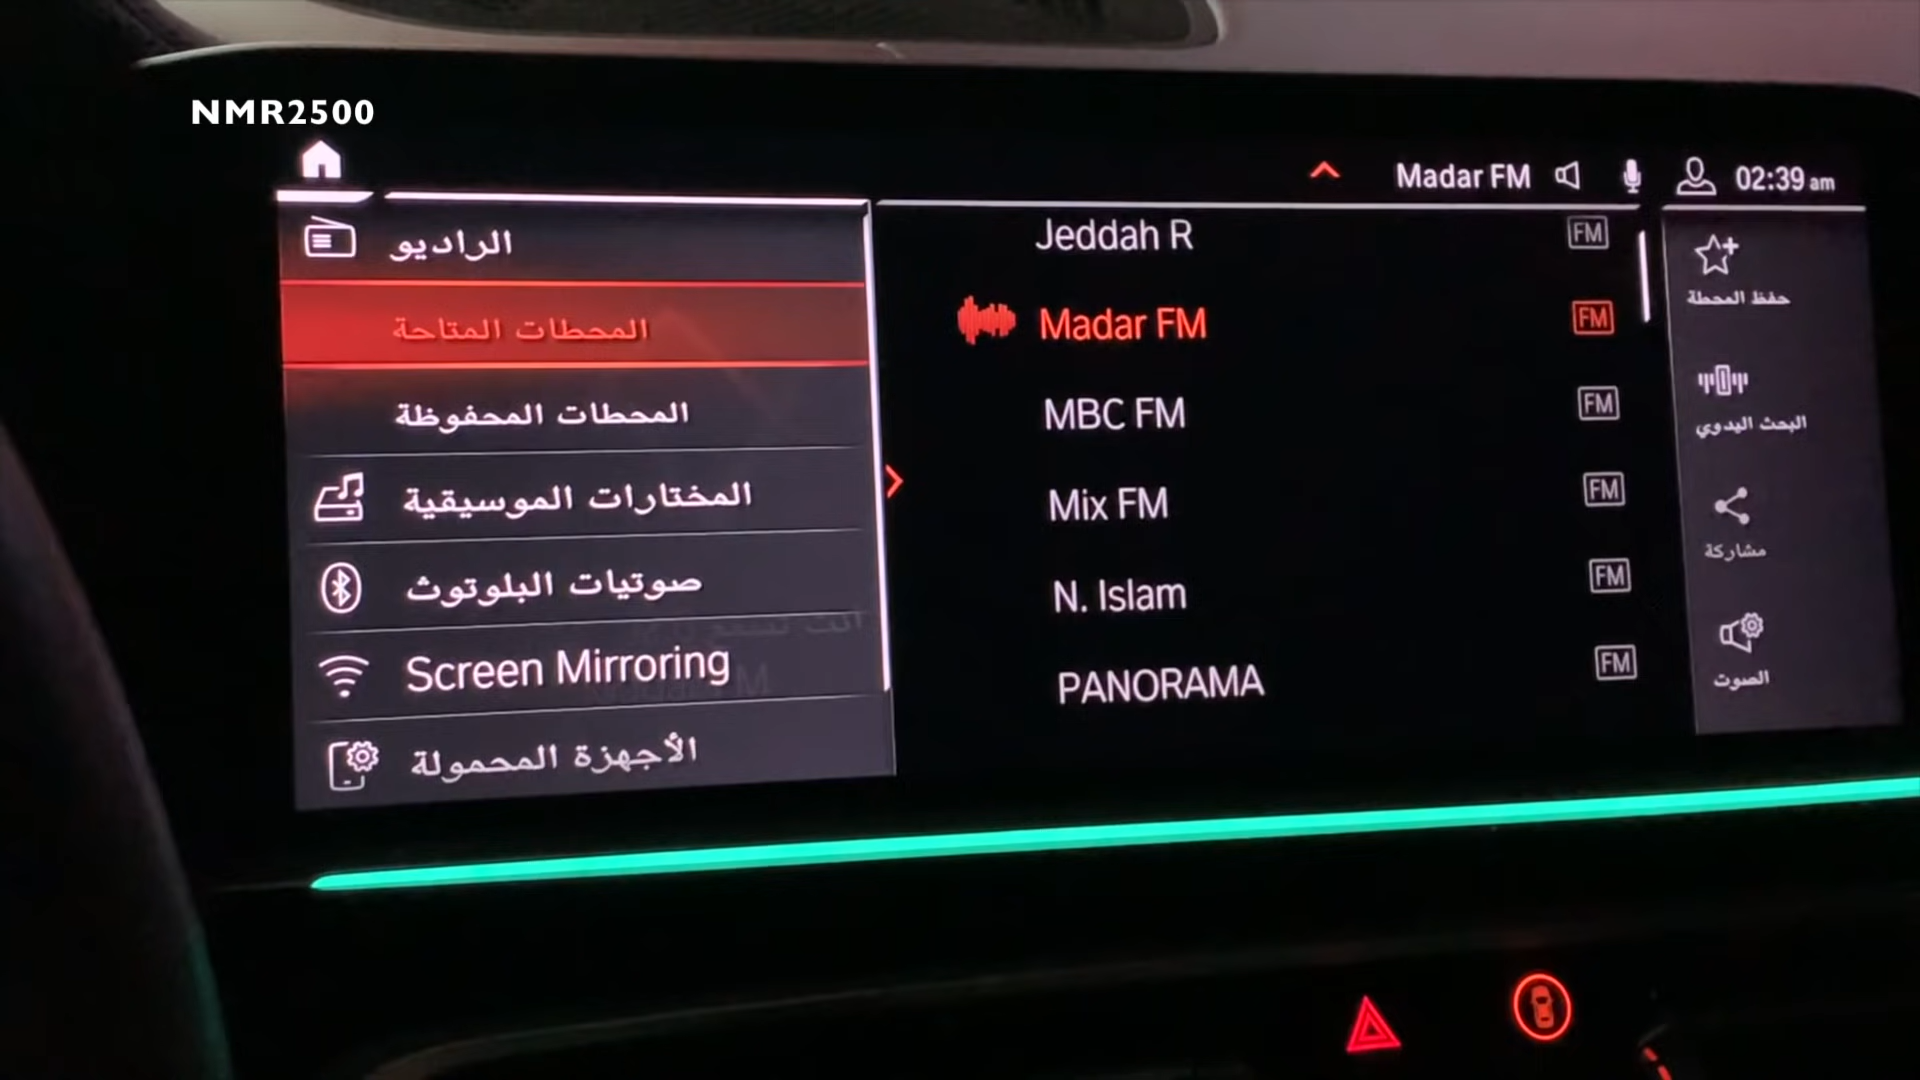 NMR2500
Madar FM
02:39 am
الراديو
المحطات المتاحة
المحطات المحفوظة
المختارات الموسيقية
صوتيات البلوتوث
Screen Mirroring
الأجهزة المحمولة
Jeddah R FM
Madar FM FM
MBC FM FM
Mix FM FM
N. Islam FM
PANORAMA FM
حفظ المحطة
البحث اليدوي
مشاركة
الصوت